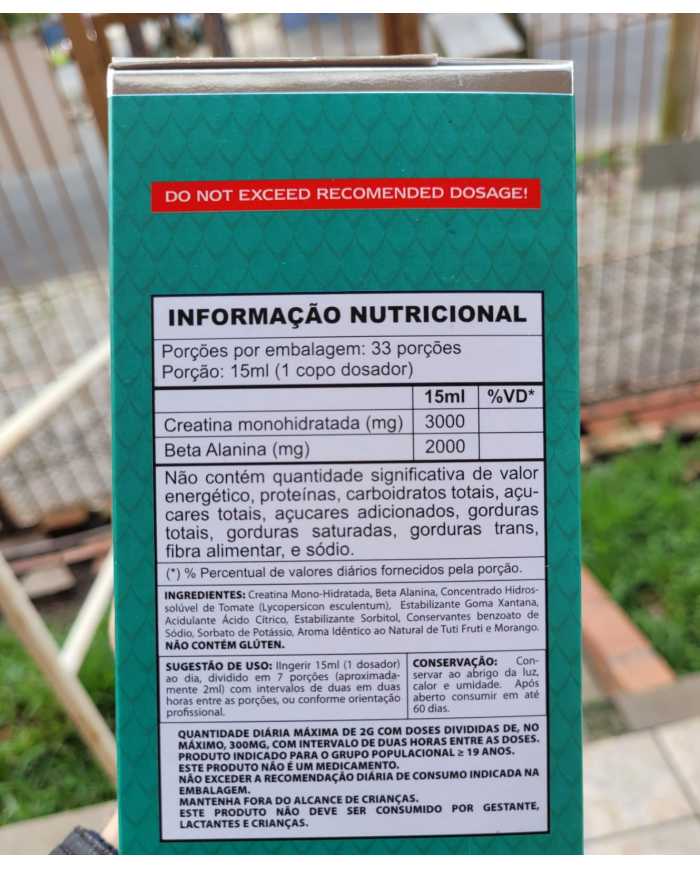 DO NOT EXCEED RECOMENDED DOSAGE!
INFORMAÇÃO NUTRICIONAL
Porções por embalagem: 33 porções
Porção: 15ml (1 copo dosador)
15ml %VD*
Creatina monohidratada (mg) 3000
Beta Alanina (mg) 2000
Não contém quantidade significativa de valor
energético, proteínas, carboidratos totais, açu-
cares totais, açucares adicionados, gorduras
totais, gorduras saturadas, gorduras trans,
fibra alimentar, e sódio.
(*) % Percentual de valores diários fornecidos pela porção.
INGREDIENTES: Creatina Mono-Hidratada, Beta Alanina, Concentrado Hidros-
solúvel de Tomate (Lycopersicon esculentum), Estabilizante Goma Xantana,
Acidulante Ácido Cítrico, Estabilizante Sorbitol, Conservantes benzoato de
Sódio, Sorbato de Potássio, Aroma Idêntico ao Natural de Tuti Fruti e Morango.
NÃO CONTÉM GLÚTEN.
SUGESTÃO DE USO: IIngerir 15ml (1 dosador)
ao dia, dividido em 7 porções (aproximada-
mente 2ml) com intervalos de duas em duas
horas entre as porções, ou conforme orientação
profissional.
CONSERVAÇÃO: Con-
servar ao abrigo da luz,
calor e umidade. Após
aberto consumir em até
60 dias.
QUANTIDADE DIÁRIA MÁXIMA DE 2G COM DOSES DIVIDIDAS DE, NO
MÁXIMO, 300MG, COM INTERVALO DE DUAS HORAS ENTRE AS DOSES.
PRODUTO INDICADO PARA O GRUPO POPULACIONAL ≥ 19 ANOS.
ESTE PRODUTO NÃO É UM MEDICAMENTO.
NÃO EXCEDER A RECOMENDAÇÃO DIÁRIA DE CONSUMO INDICADA NA
EMBALAGEM.
MANTENHA FORA DO ALCANCE DE CRIANÇAS.
ESTE PRODUTO NÃO DEVE SER CONSUMIDO POR GESTANTE,
LACTANTES E CRIANÇAS.